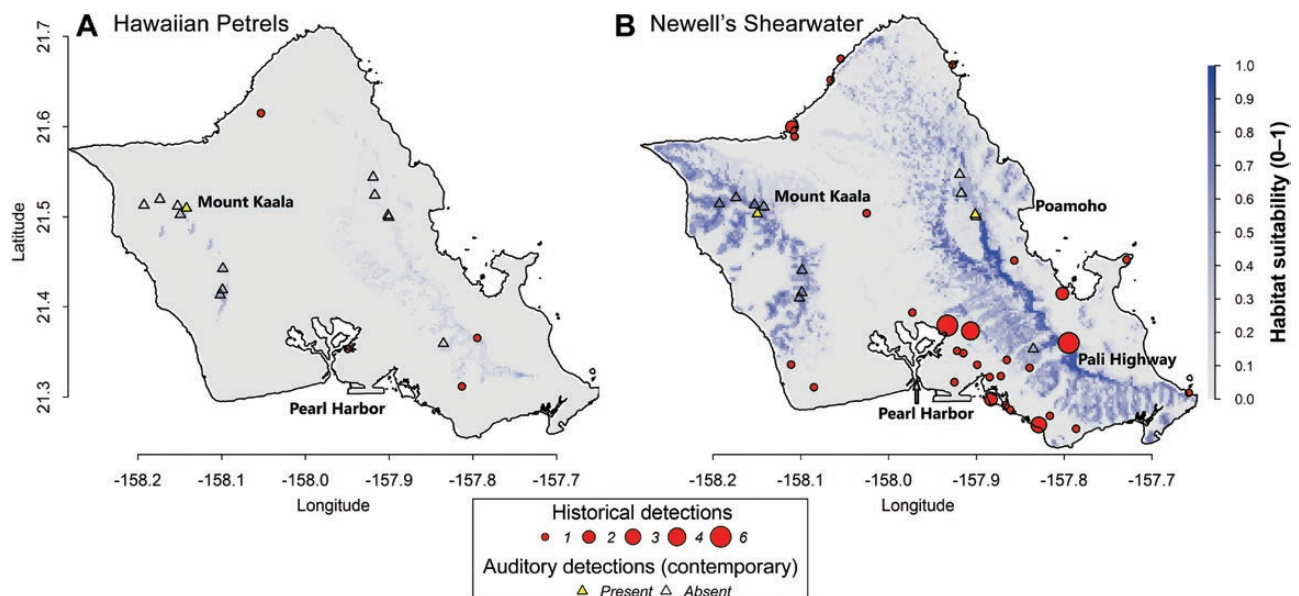 A Hawaiian Petrels
B Newell's Shearwater
21.7
21.6
21.5
21.4
21.3
Latitude
Mount Kaala
Pearl Harbor
-158.2 -158.1 -158.0 -157.9 -157.8 -157.7
Longitude
Mount Kaala
Poamoho
Pali Highway
Pearl Harbor
-158.2 -158.1 -158.0 -157.9 -157.8 -157.7
Longitude
1.0
0.9
0.8
0.7
0.6
0.5
0.4
0.3
0.2
0.1
0.0
Habitat suitability (0–1)
Historical detections
1 2 3 4 6
Auditory detections (contemporary)
Present Absent